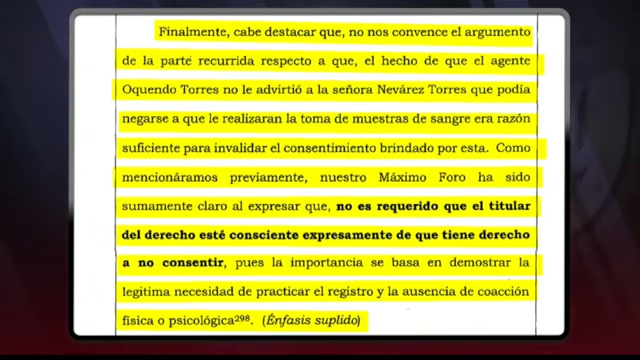 Finalmente, cabe destacar que, no nos convence el argumento
de la parte recurrida respecto a que, el hecho de que el agente
Oquendo Torres no le advirtió a la señora Nevárez Torres que podía
negarse a que le realizaran la toma de muestras de sangre era razón
suficiente para invalidar el consentimiento brindado por esta. Como
mencionáramos previamente, nuestro Máximo Foro ha sido
sumamente claro al expresar que, no es requerido que el titular
del derecho esté consciente expresamente de que tiene derecho
a no consentir, pues la importancia se basa en demostrar la
legitima necesidad de practicar el registro y la ausencia de coacción
física o psicológica²⁹⁸. (Énfasis suplido)